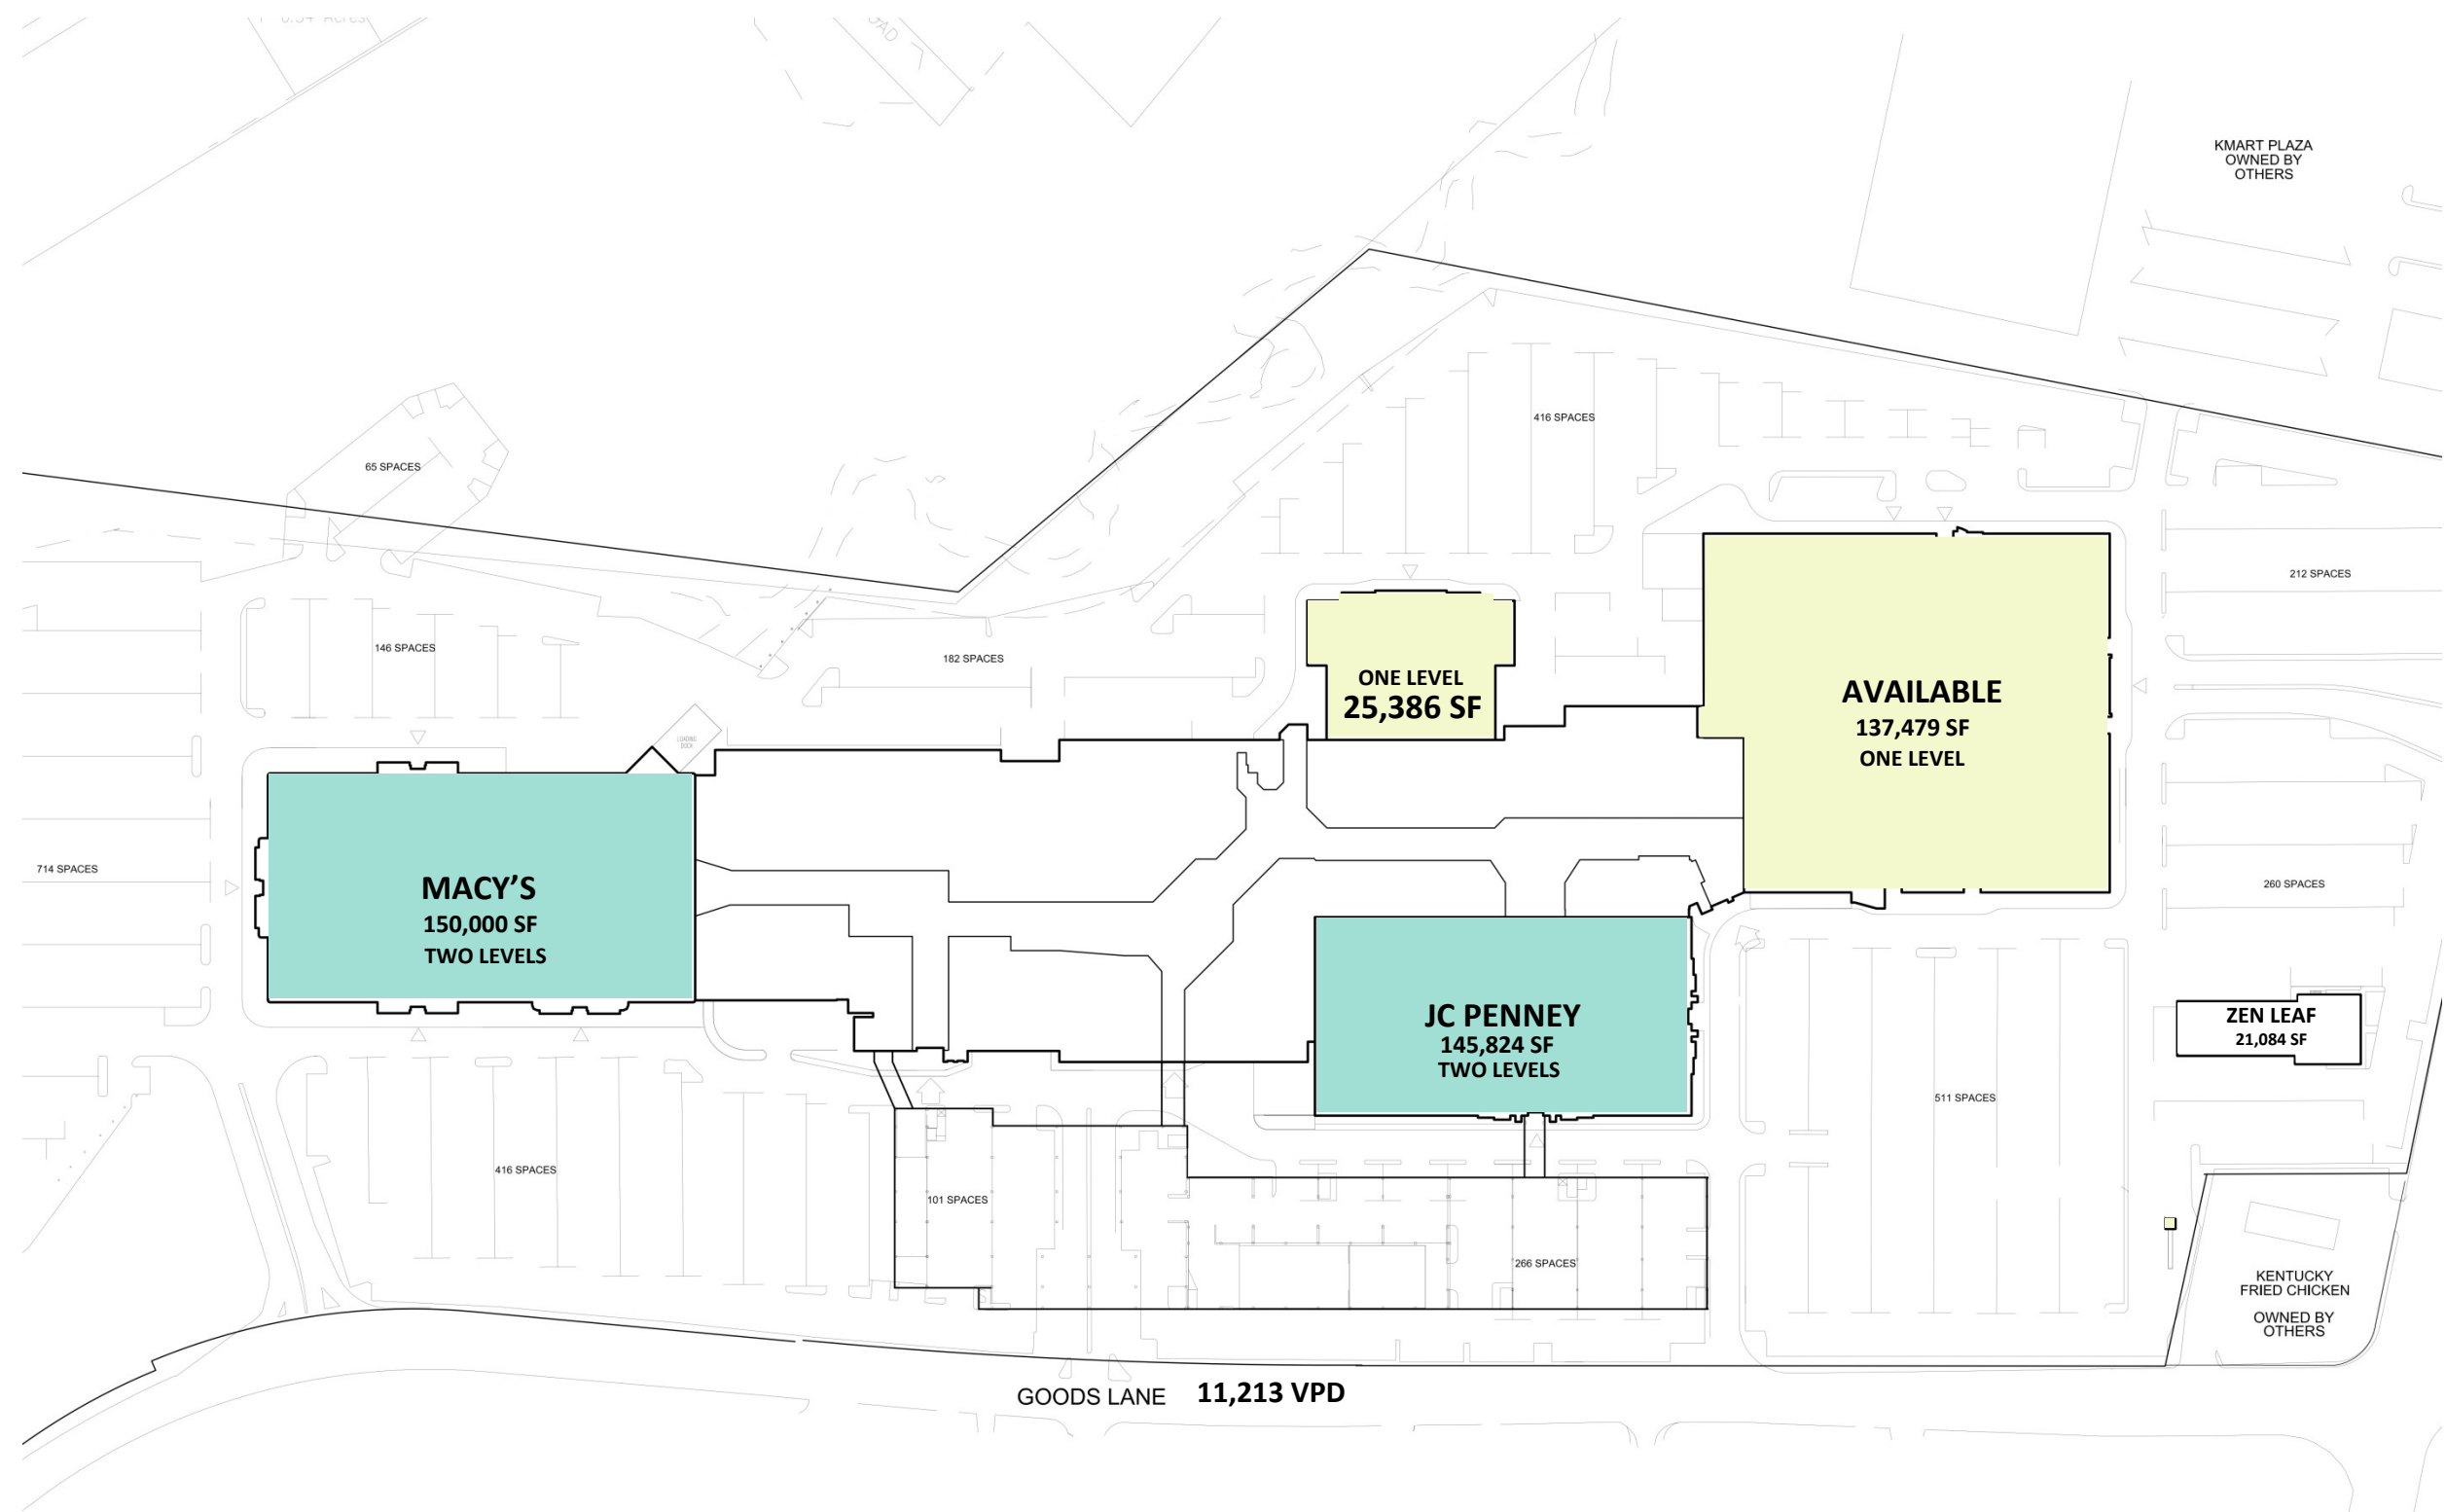 KMART PLAZA
OWNED BY
OTHERS
416 SPACES
65 SPACES
212 SPACES
146 SPACES
182 SPACES
ONE LEVEL
25,386 SF
AVAILABLE
137,479 SF
ONE LEVEL
LOADING
DOCK
714 SPACES
MACY’S
150,000 SF
TWO LEVELS
260 SPACES
JC PENNEY
145,824 SF
TWO LEVELS
ZEN LEAF
21,084 SF
511 SPACES
416 SPACES
101 SPACES
266 SPACES
KENTUCKY
FRIED CHICKEN
OWNED BY
OTHERS
GOODS LANE 11,213 VPD